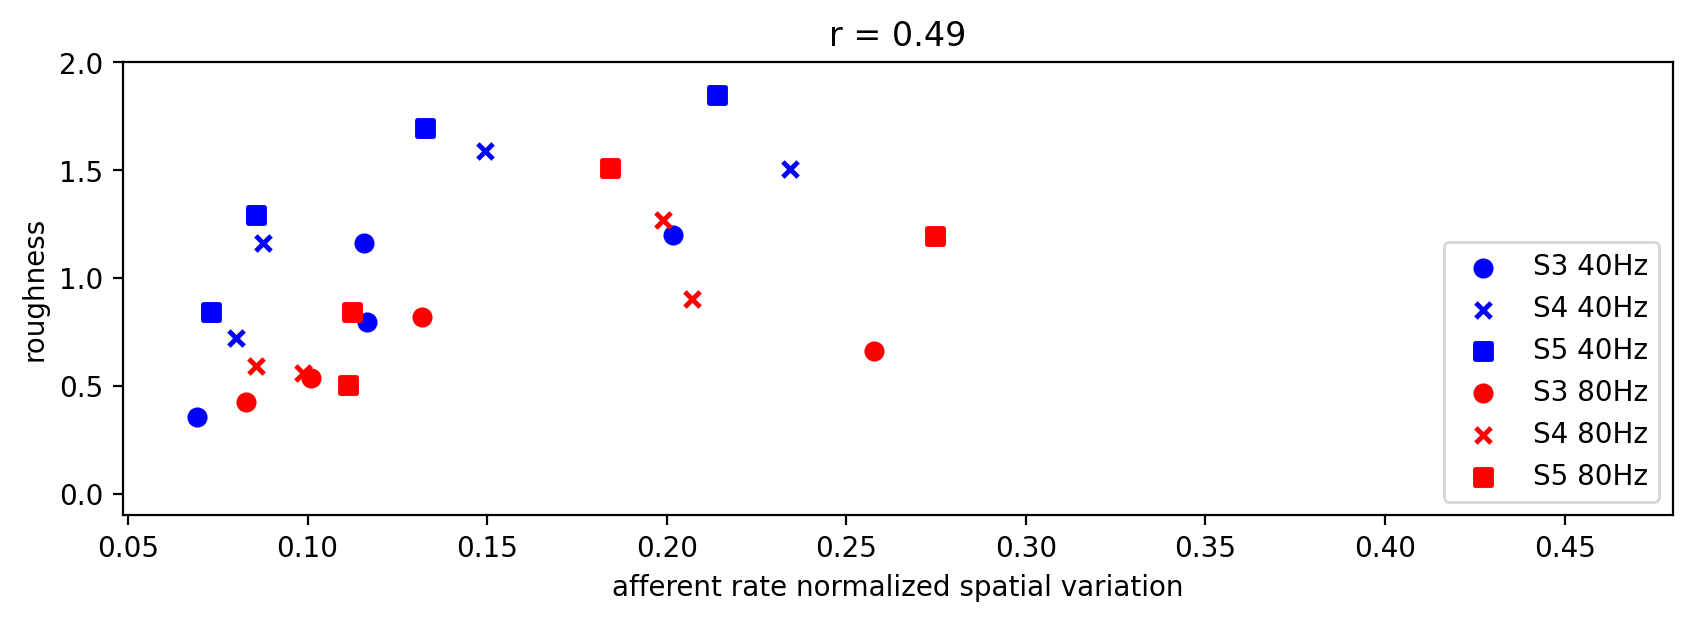 r = 0.49
roughness
2.0
1.5
1.0
0.5
0.0
S3 40Hz
S4 40Hz
S5 40Hz
S3 80Hz
S4 80Hz
S5 80Hz
0.05 0.10 0.15 0.20 0.25 0.30 0.35 0.40 0.45
afferent rate normalized spatial variation